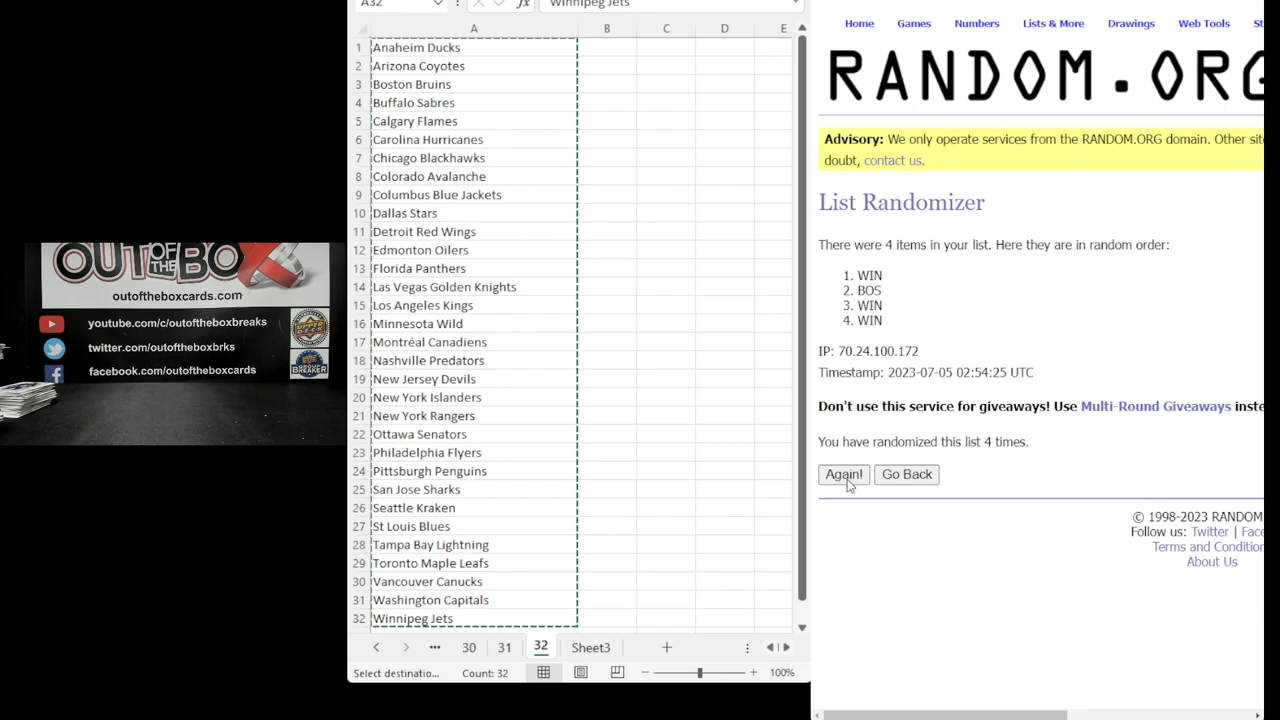 OUT OF THE BOX
outoftheboxcards.com
youtube.com/c/outoftheboxbreaks
twitter.com/outoftheboxbrks
facebook.com/outoftheboxcards
A32 fx Winnipeg Jets
A B C D E
1 Anaheim Ducks
2 Arizona Coyotes
3 Boston Bruins
4 Buffalo Sabres
5 Calgary Flames
6 Carolina Hurricanes
7 Chicago Blackhawks
8 Colorado Avalanche
9 Columbus Blue Jackets
10 Dallas Stars
11 Detroit Red Wings
12 Edmonton Oilers
13 Florida Panthers
14 Las Vegas Golden Knights
15 Los Angeles Kings
16 Minnesota Wild
17 Montréal Canadiens
18 Nashville Predators
19 New Jersey Devils
20 New York Islanders
21 New York Rangers
22 Ottawa Senators
23 Philadelphia Flyers
24 Pittsburgh Penguins
25 San Jose Sharks
26 Seattle Kraken
27 St Louis Blues
28 Tampa Bay Lightning
29 Toronto Maple Leafs
30 Vancouver Canucks
31 Washington Capitals
32 Winnipeg Jets
30 31 32 Sheet3
Select destinatio... Count: 32 100%
Home Games Numbers Lists & More Drawings Web Tools St
RANDOM.ORG
Advisory: We only operate services from the RANDOM.ORG domain. Other sit
doubt, contact us.
List Randomizer
There were 4 items in your list. Here they are in random order:
1. WIN
2. BOS
3. WIN
4. WIN
IP: 70.24.100.172
Timestamp: 2023-07-05 02:54:25 UTC
Don't use this service for giveaways! Use Multi-Round Giveaways inste
You have randomized this list 4 times.
Again! Go Back
© 1998-2023 RANDOM
Follow us: Twitter | Face
Terms and Condition
About Us